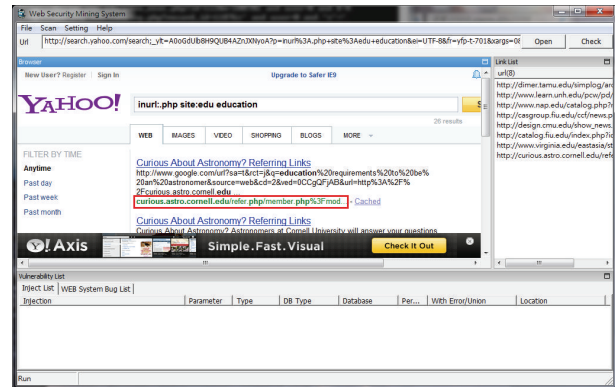 Web Security Mining System
File Scan Setting Help
Url http://search.yahoo.com/search;_ylt=A0oGdUlb8H9QUB4AZnJXNyoA?p=inurl%3A.php+site%3Aedu+education&ei=UTF-8&fr=yfp-t-701&xargs=0 Open Check
Browser
New User? Register | Sign In Upgrade to Safer IE9
YAHOO! inurl:.php site:edu education S
26 results
WEB IMAGES VIDEO SHOPPING BLOGS MORE
FILTER BY TIME
Anytime
Past day
Past week
Past month
Curious About Astronomy? Referring Links
http://www.google.com/url?sa=t&rct=j&q=education%20requirements%20to%20be%
20an%20astronomer&source=web&cd=2&ved=0CCgQFjAB&url=http%3A%2F%
2Fcurious.astro.cornell.edu ...
curious.astro.cornell.edu/refer.php/member.php%3Fmod... - Cached
Curious About Astronomy? Referring Links
Curious About Astronomy? Astronomers at Cornell University will answer your questions
Y! Axis Simple.Fast.Visual Check It Out
Link List
url(8)
http://dimer.tamu.edu/simplog/arc
http://www.learn.unh.edu/pcw/pd/
http://www.nap.edu/catalog.php?r
http://casgroup.fiu.edu/ccf/news.p
http://design.cmu.edu/show_news.
http://catalog.fiu.edu/index.php?ic
http://www.virginia.edu/eastasia/st
http://curious.astro.cornell.edu/refe
Vulnerability List
Inject List WEB System Bug List
Injection Parameter Type DB Type Database Per... With Error/Union Location
Run